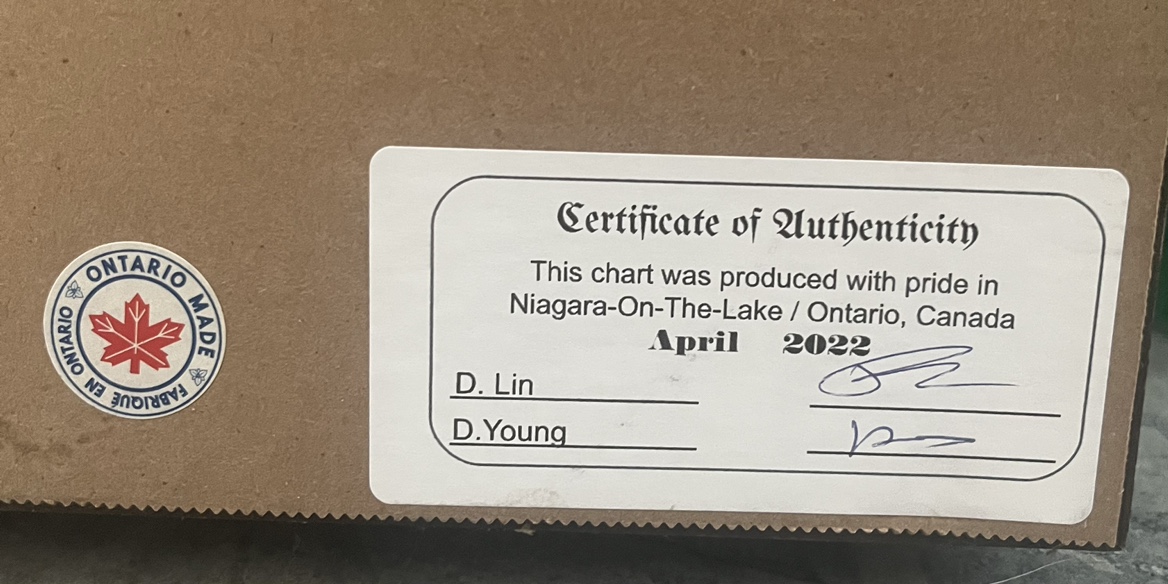 ONTARIO MADE
FABRIQUÉ EN ONTARIO
Certificate of Authenticity
This chart was produced with pride in
Niagara-On-The-Lake / Ontario, Canada
April 2022
D. Lin
D.Young